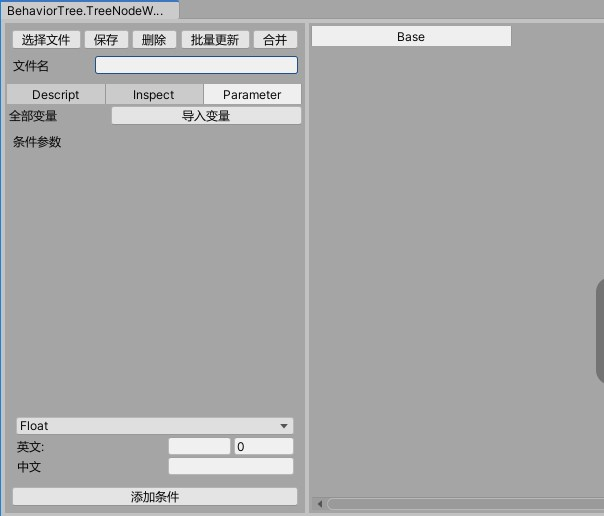 BehaviorTree.TreeNodeW...
选择文件 保存 删除 批量更新 合并
文件名
Descript Inspect Parameter
全部变量 导入变量
条件参数
Float
英文: 0
中文
添加条件
Base